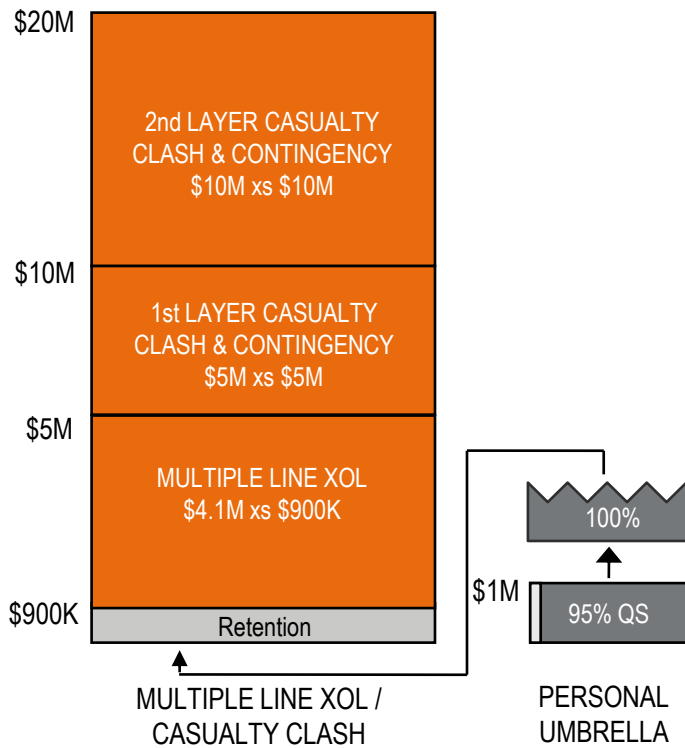 $20M
2nd LAYER CASUALTY
CLASH & CONTINGENCY
$10M xs $10M
$10M
1st LAYER CASUALTY
CLASH & CONTINGENCY
$5M xs $5M
$5M
MULTIPLE LINE XOL
$4.1M xs $900K
$900K
Retention
MULTIPLE LINE XOL /
CASUALTY CLASH
100%
$1M
95% QS
PERSONAL
UMBRELLA